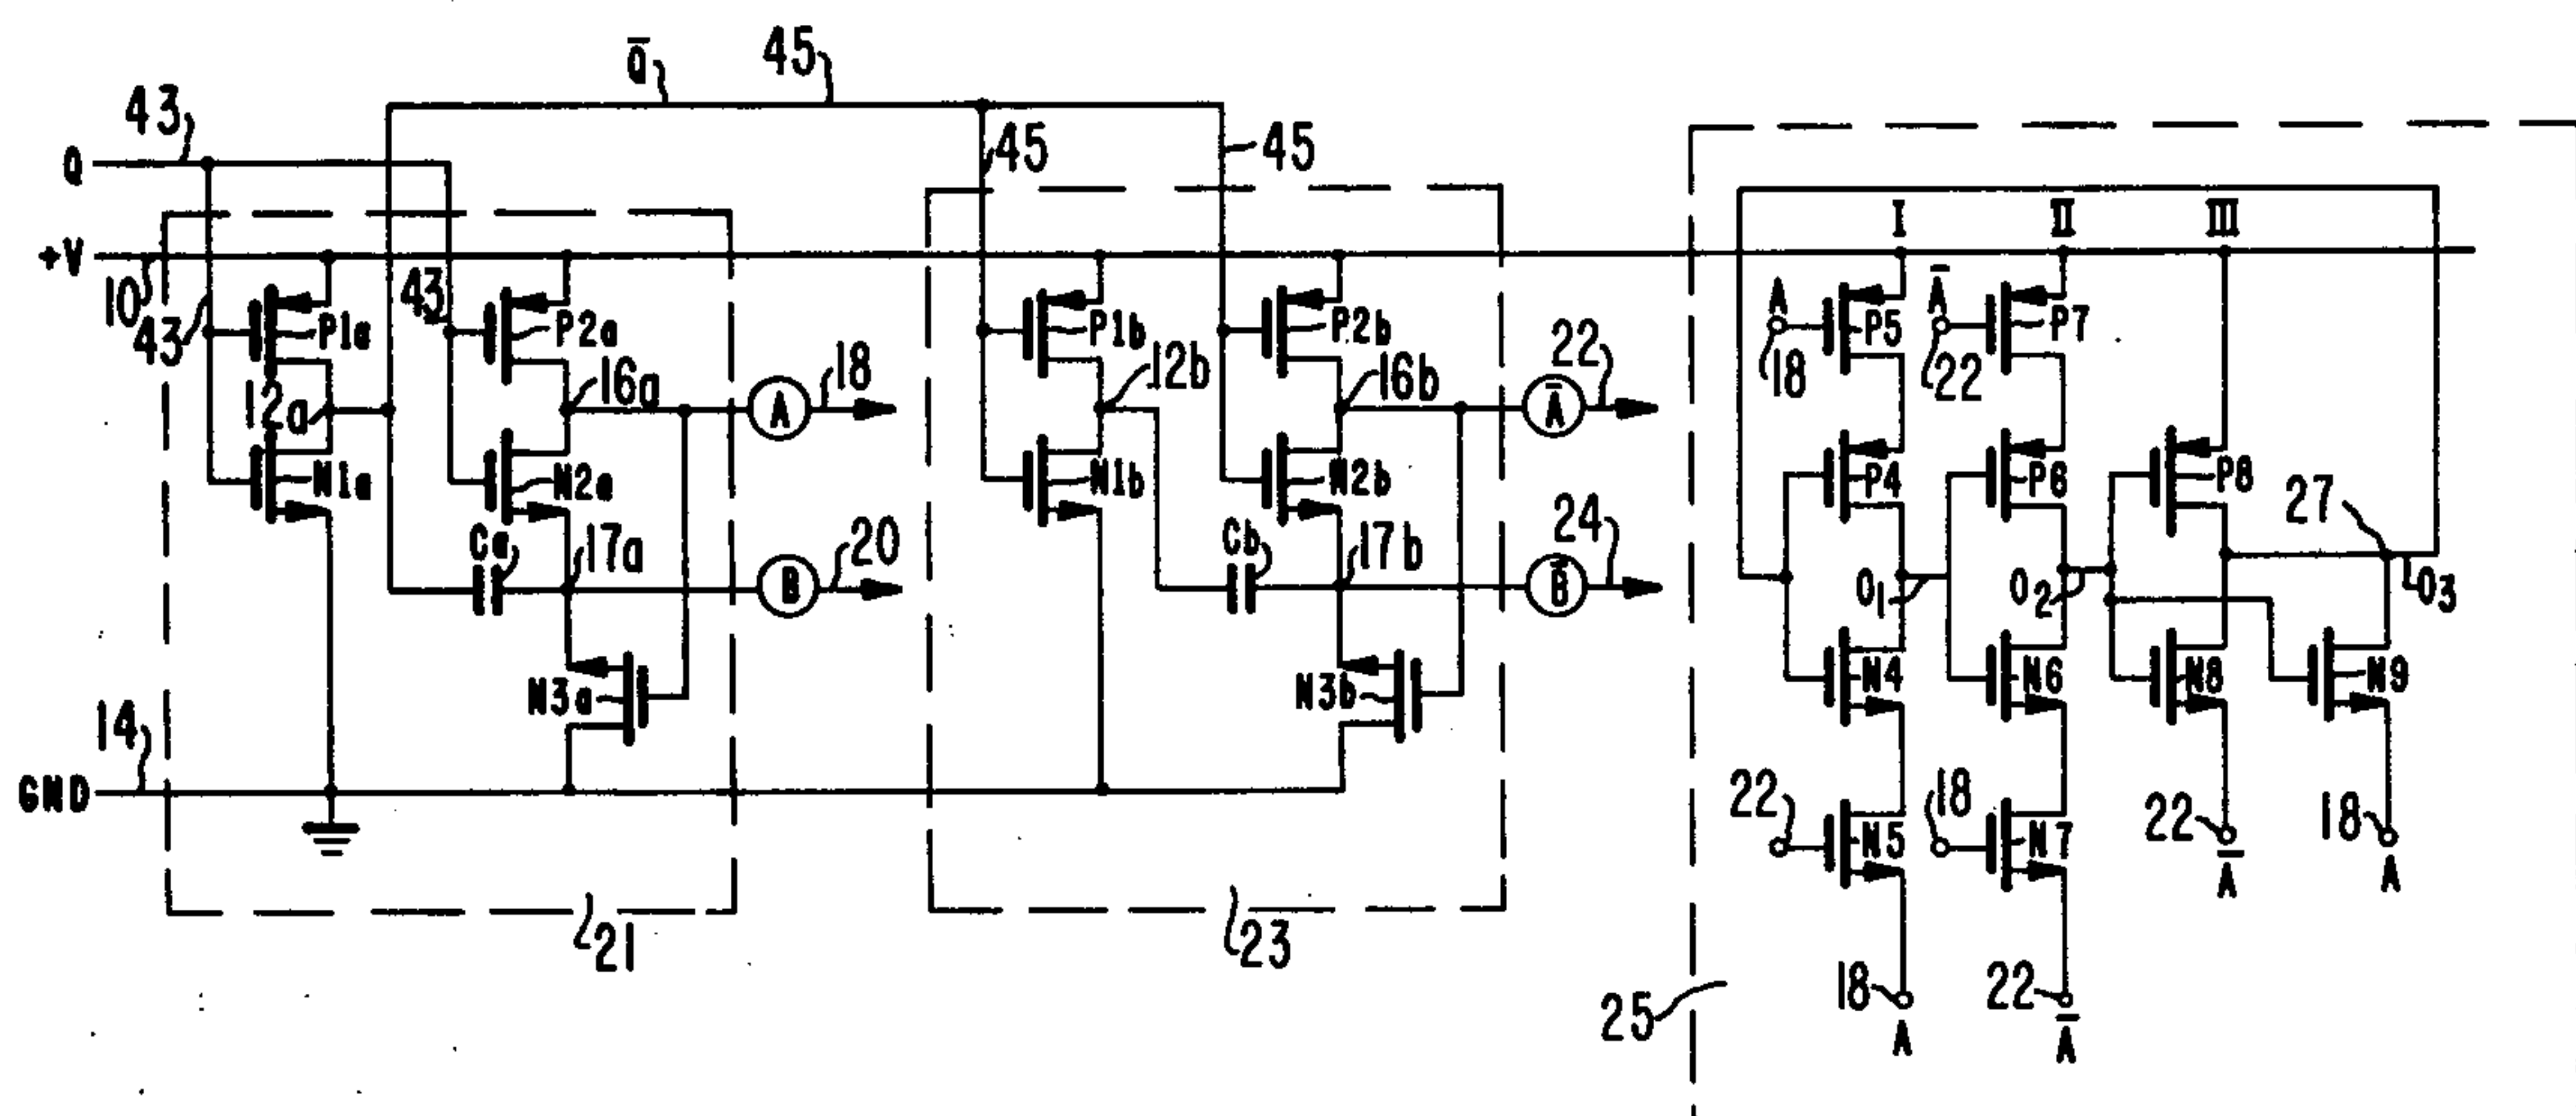 Q̄ 45
43
Q 45 45
+V I II III
10 43 P1a 43 P2a P1b P2b A 18 P5 Ā 22 P7
12a 16a A 18 12b 16b Ā 22
N1a N2a N1b N2b P4 P6 P8 27
Ca 17a B 20 Cb 17b B̄ 24 O1 O2 O3
N3a N3b N4 N6 N8 N9
14
GND 22 N5 18 N7 22 Ā 18 A
21 23 25 18 A 22 Ā